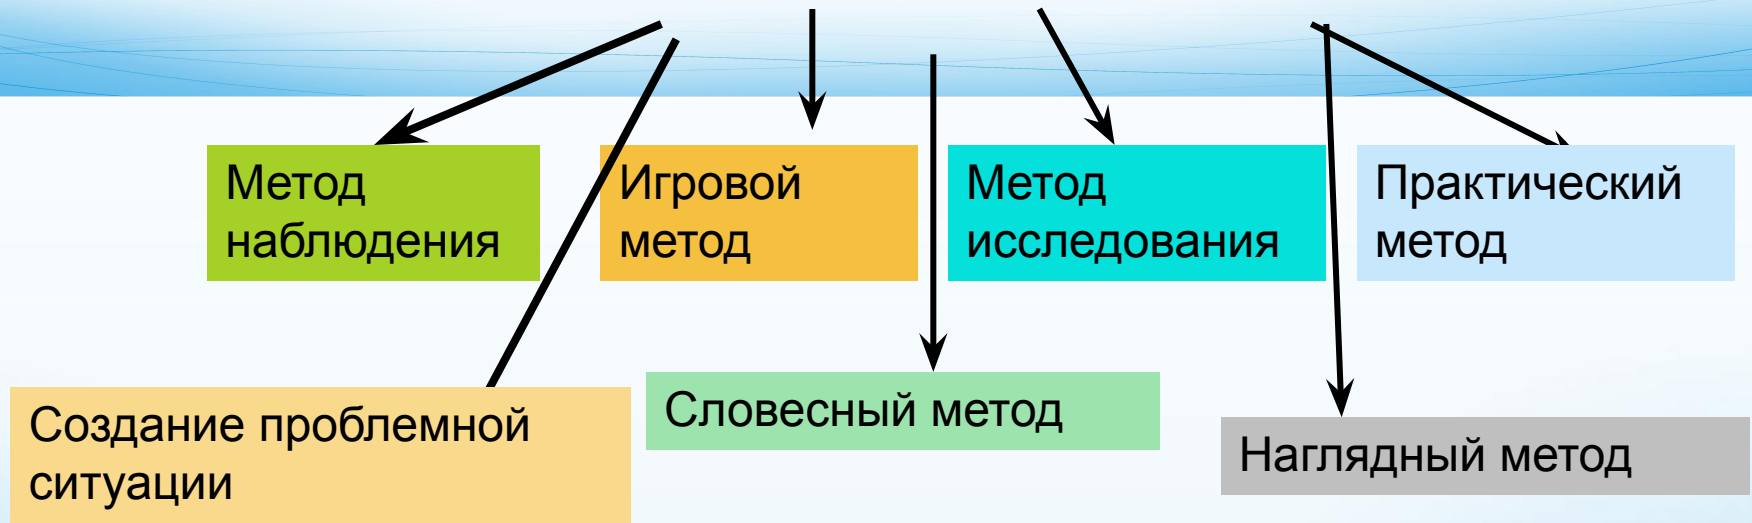 Метод
наблюдения
Игровой
метод
Метод
исследования
Практический
метод
Создание проблемной
ситуации
Словесный метод
Наглядный метод